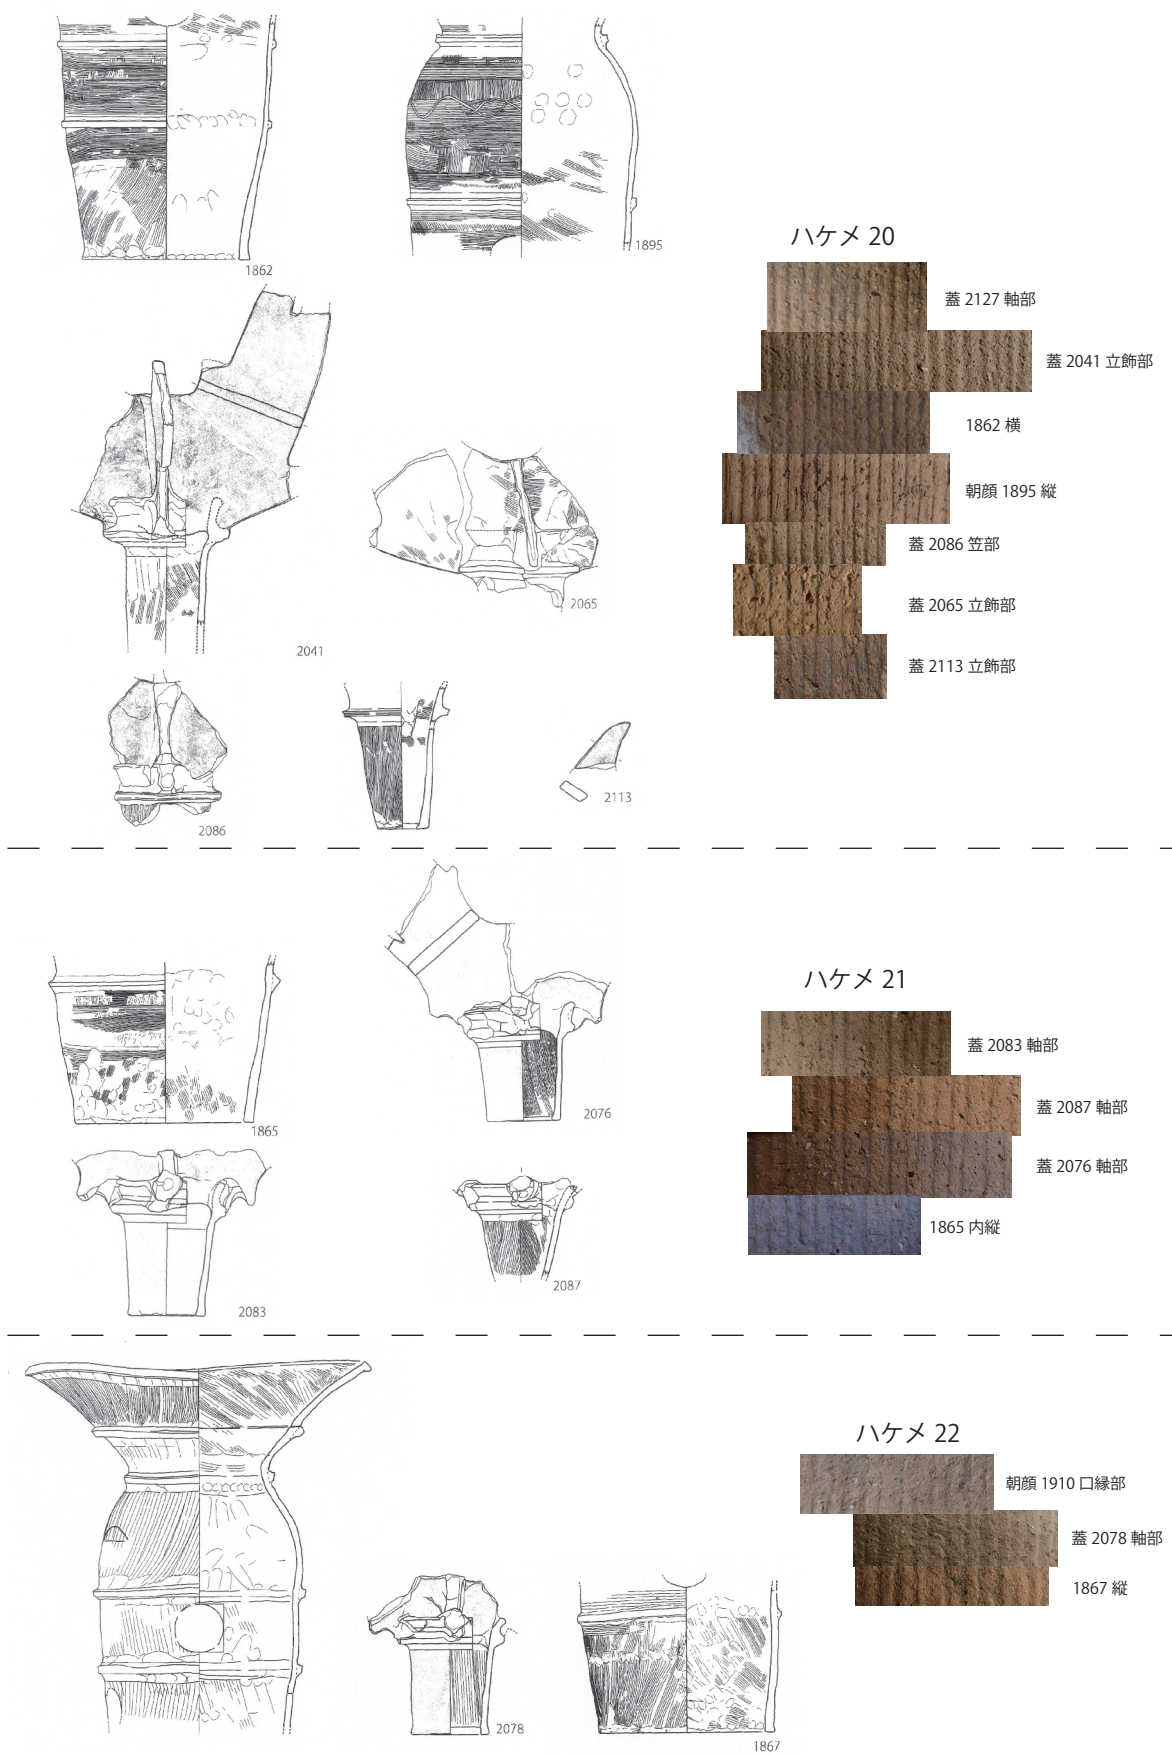 1862
1895
ハケメ 20
蓋 2127 軸部
蓋 2041 立飾部
1862 横
朝顔 1895 縦
蓋 2086 笠部
蓋 2065 立飾部
蓋 2113 立飾部
2041
2065
2086
2113
ハケメ 21
蓋 2083 軸部
蓋 2087 軸部
蓋 2076 軸部
1865 内縦
1865
2076
2083
2087
ハケメ 22
朝顔 1910 口縁部
蓋 2078 軸部
1867 縦
2078
1867